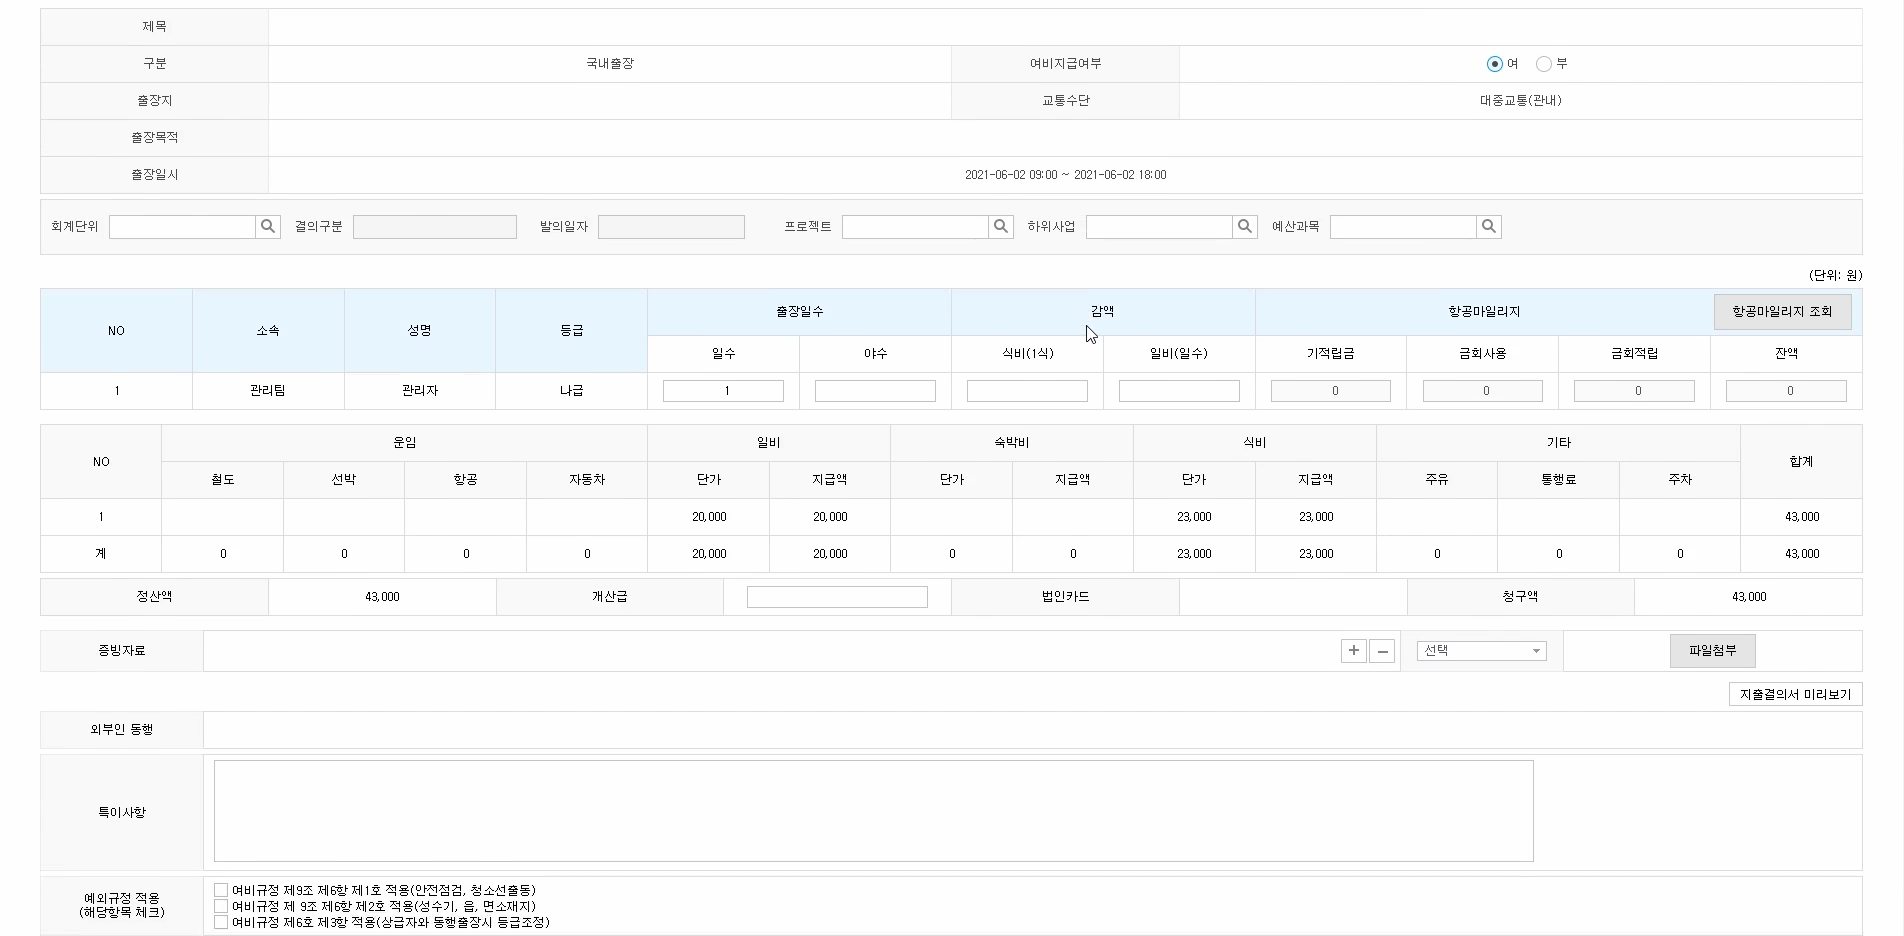 제목
구분 국내출장 여비지급여부 여 부
출장지 교통수단 대중교통(관내)
출장목적
출장일시 2021-06-02 09:00 ~ 2021-06-02 18:00
회계단위 결의구분 발의일자 프로젝트 하위사업 예산과목
(단위: 원)
NO 소속 성명 등급 출장일수 감액 항공마일리지 항공마일리지 조회
일수 야수 식비(1식) 일비(일수) 기적립금 금회사용 금회적립 잔액
1 관리팀 관리자 나급 1 0 0 0 0
NO 운임 일비 숙박비 식비 기타 합계
철도 선박 항공 자동차 단가 지급액 단가 지급액 단가 지급액 주유 통행료 주차
1 20,000 20,000 23,000 23,000 43,000
계 0 0 0 0 20,000 20,000 0 0 23,000 23,000 0 0 0 43,000
정산액 43,000 개산급 법인카드 청구액 43,000
증빙자료 + - 선택 파일첨부
지출결의서 미리보기
외부인 동행
특이사항
예외규정 적용
(해당항목 체크)
여비규정 제9조 제6항 제1호 적용(안전점검, 청소선출동)
여비규정 제 9조 제6항 제2호 적용(성수기, 읍, 면소재지)
여비규정 제6호 제3항 적용(상급자와 동행출장시 등급조정)